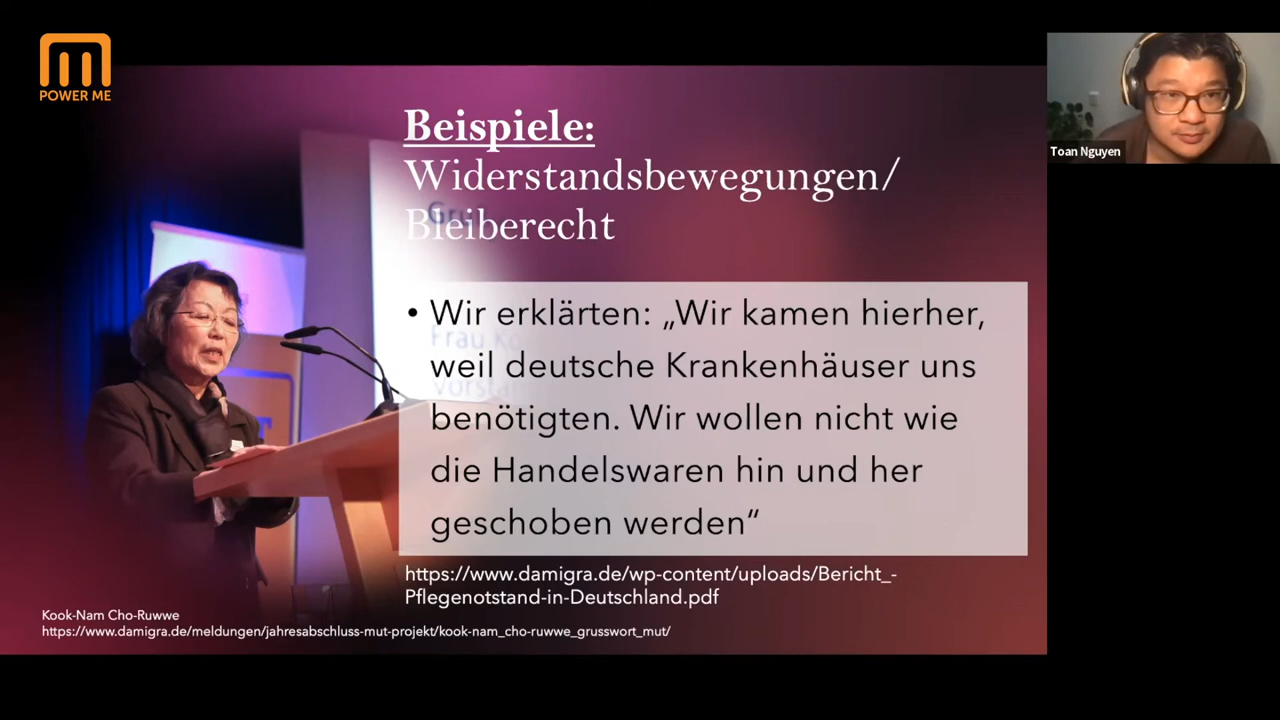 POWER ME
Toan Nguyen
Beispiele:
Widerstandsbewegungen/
Bleiberecht
• Wir erklärten: „Wir kamen hierher,
weil deutsche Krankenhäuser uns
benötigten. Wir wollen nicht wie
die Handelswaren hin und her
geschoben werden“
https://www.damigra.de/wp-content/uploads/Bericht_-
Pflegenotstand-in-Deutschland.pdf
Kook-Nam Cho-Ruwwe
https://www.damigra.de/meldungen/jahresabschluss-mut-projekt/kook-nam_cho-ruwwe_grusswort_mut/